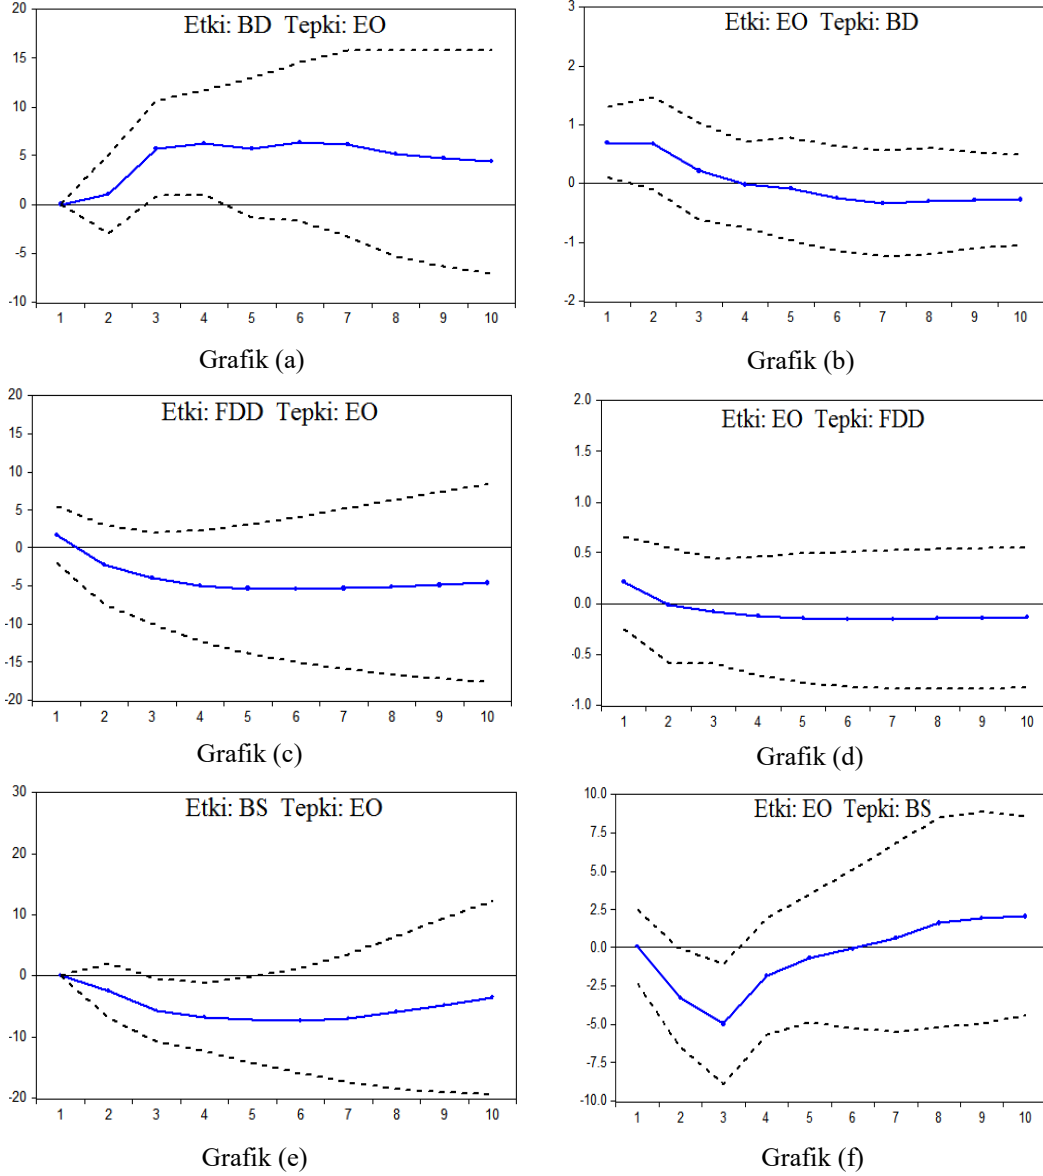 Etki: BD Tepki: EO
20
15
10
5
0
-5
-10
1 2 3 4 5 6 7 8 9 10
Grafik (a)
Etki: EO Tepki: BD
3
2
1
0
-1
-2
1 2 3 4 5 6 7 8 9 10
Grafik (b)
Etki: FDD Tepki: EO
20
15
10
5
0
-5
-10
-15
-20
1 2 3 4 5 6 7 8 9 10
Grafik (c)
Etki: EO Tepki: FDD
2.0
1.5
1.0
0.5
0.0
-0.5
-1.0
1 2 3 4 5 6 7 8 9 10
Grafik (d)
Etki: BS Tepki: EO
30
20
10
0
-10
-20
1 2 3 4 5 6 7 8 9 10
Grafik (e)
Etki: EO Tepki: BS
10.0
7.5
5.0
2.5
0.0
-2.5
-5.0
-7.5
-10.0
1 2 3 4 5 6 7 8 9 10
Grafik (f)